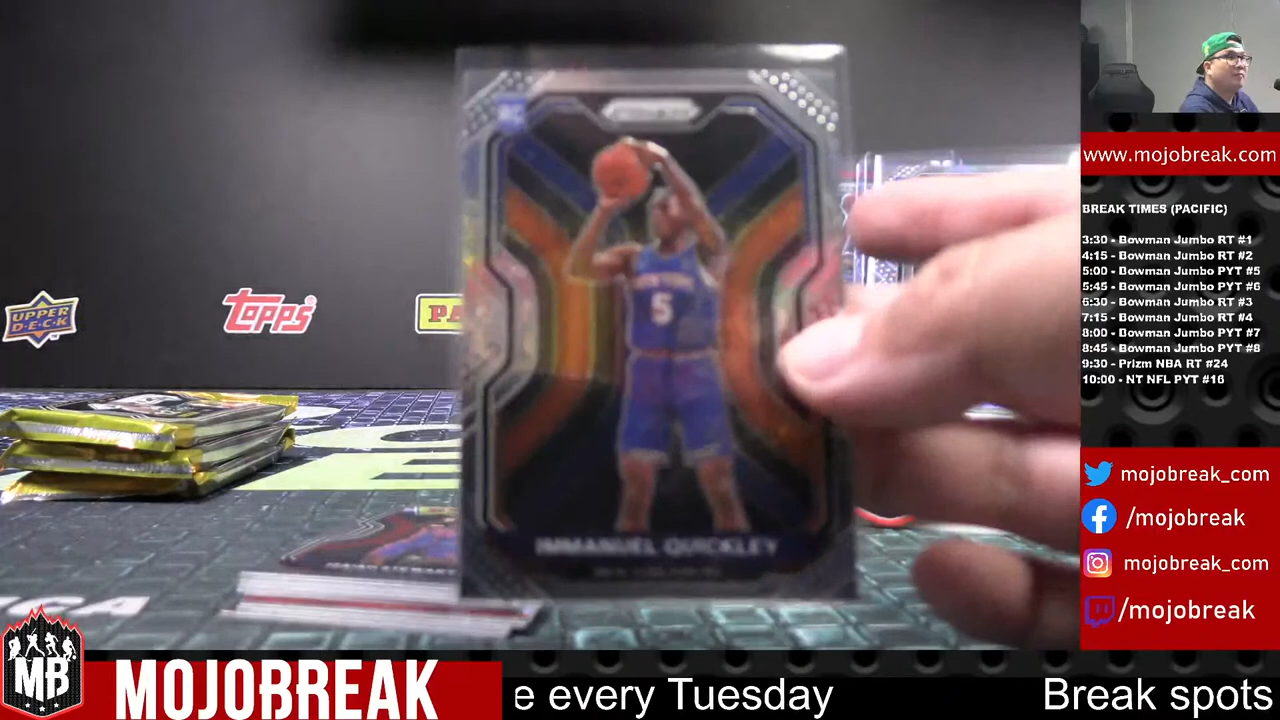 RC
PRIZM
5
IMMANUEL QUICKLEY
UPPER DECK
TOPPS
PA
www.mojobreak.com
BREAK TIMES (PACIFIC)
3:30 - Bowman Jumbo RT #1
4:15 - Bowman Jumbo RT #2
5:00 - Bowman Jumbo PYT #5
5:45 - Bowman Jumbo PYT #6
6:30 - Bowman Jumbo RT #3
7:15 - Bowman Jumbo RT #4
8:00 - Bowman Jumbo PYT #7
8:45 - Bowman Jumbo PYT #8
9:30 - Prizm NBA RT #24
10:00 - NT NFL PYT #16
mojobreak_com
/mojobreak
mojobreak_com
/mojobreak
MB
MOJOBREAK
e every Tuesday
Break spots